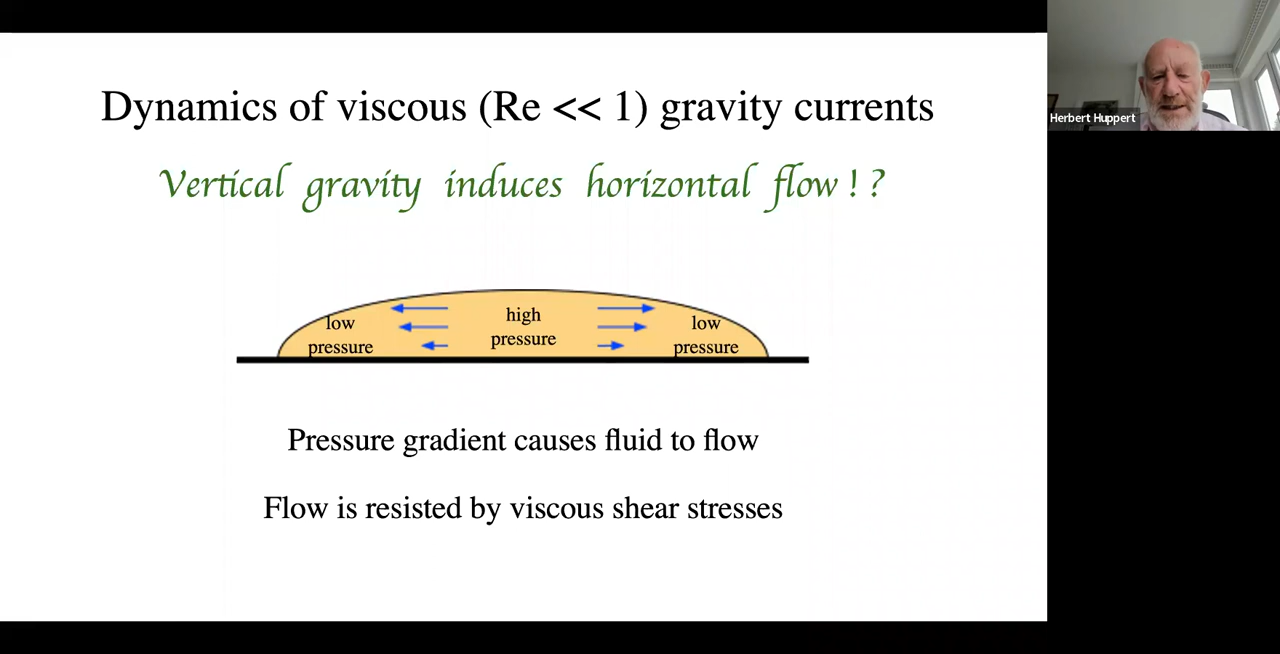 Dynamics of viscous (Re << 1) gravity currents
Vertical gravity induces horizontal flow ! ?
low
pressure
high
pressure
low
pressure
Pressure gradient causes fluid to flow
Flow is resisted by viscous shear stresses
Herbert Huppert